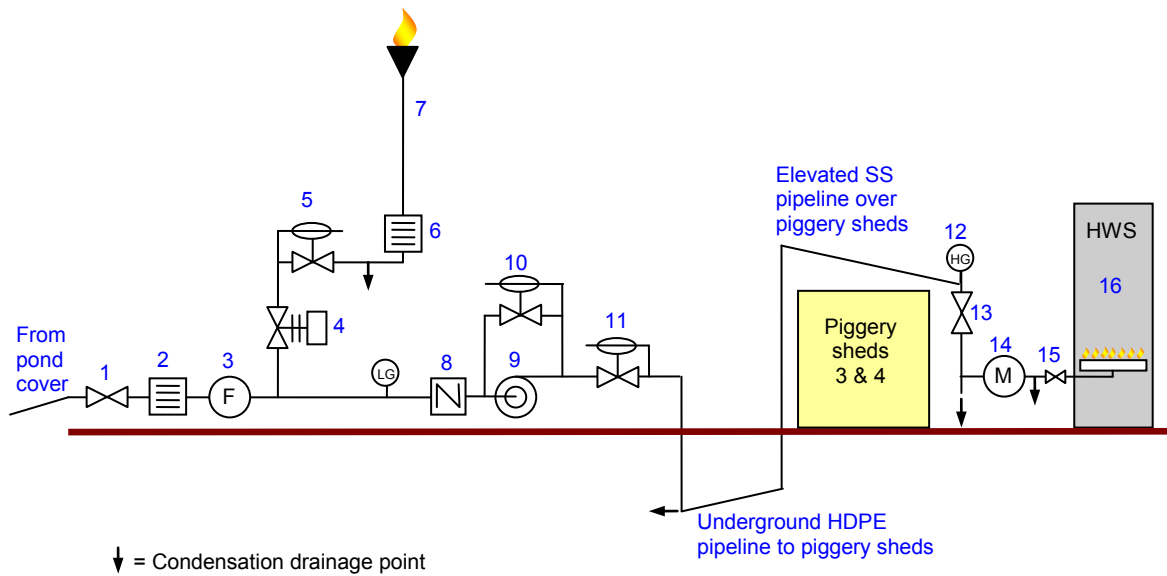 7
5
6
Elevated SS
pipeline over
piggery sheds
12
HG
HWS
16
10
4
11
13
From
pond
cover
1
2
3
F
LG
8
9
Piggery
sheds
3 & 4
14
M
15
Underground HDPE
pipeline to piggery sheds
= Condensation drainage point